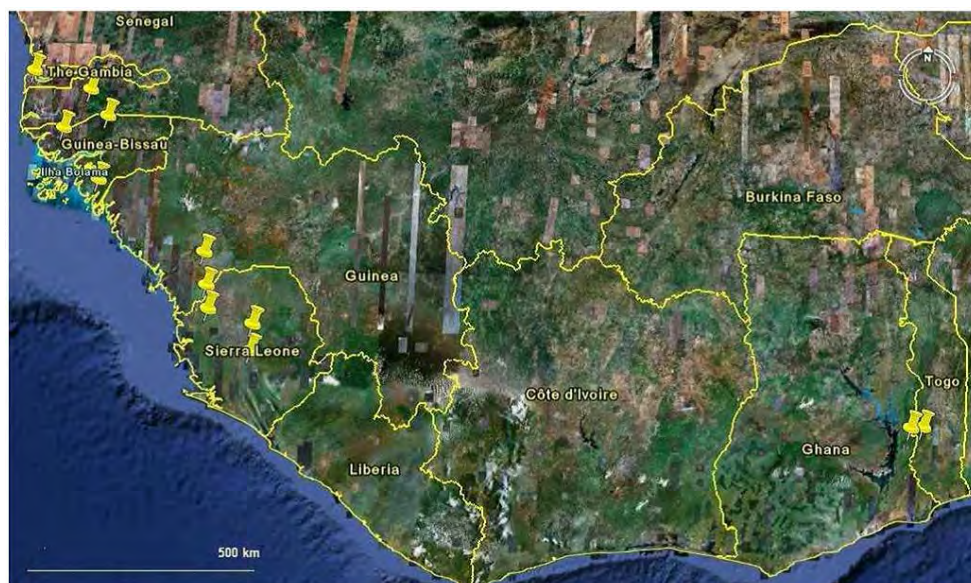 Senegal
The Gambia
N
Guinea-Bissau
Ilha Bolama
Burkina Faso
Guinea
Sierra Leone
Togo
Côte d'Ivoire
Ghana
Liberia
500 km